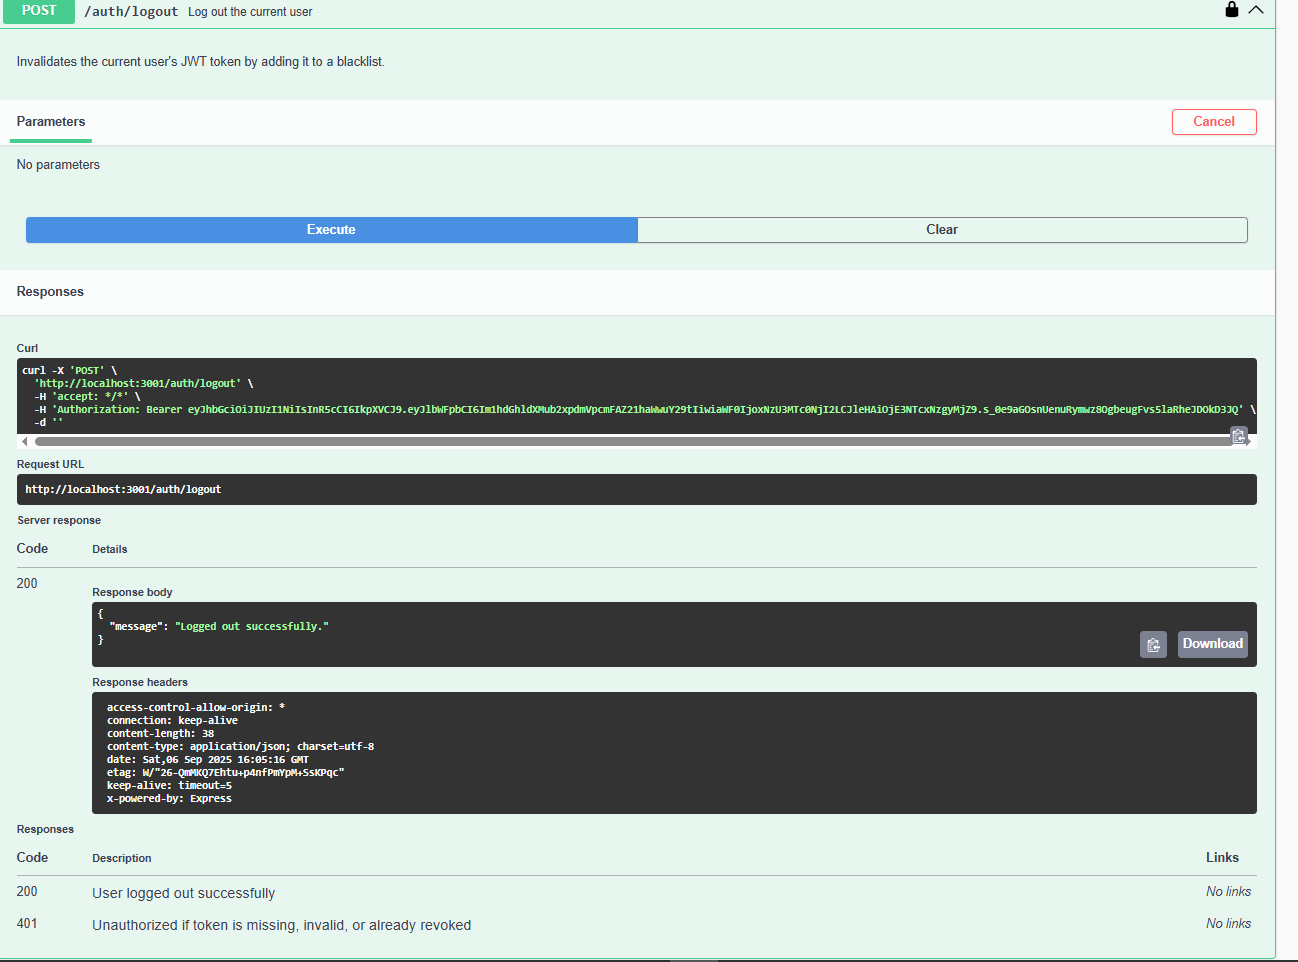 POST /auth/logout Log out the current user
Invalidates the current user's JWT token by adding it to a blacklist.
Parameters
Cancel
No parameters
Execute
Clear
Responses
Curl
curl -X 'POST' \
'http://localhost:3001/auth/logout' \
-H 'accept: */*' \
-H 'Authorization: Bearer eyJhbGciOiJIUzI1NiIsInR5cCI6IkpXVCJ9.eyJlbWFpbCI6Im1hdGhldXMub2xpdmVpcmFAZ21haWwuY29tIiwiaWF0IjoxNzU3MTc0NjI2LCJleHAiOjE3NTcxNzgyMjZ9.s_0e9aGOsnUenuRymwz8OgbeugFvs5laRheJDOkD3JQ' \
-d ''
Request URL
http://localhost:3001/auth/logout
Server response
Code Details
200
Response body
{
"message": "Logged out successfully."
}
Download
Response headers
access-control-allow-origin: *
connection: keep-alive
content-length: 38
content-type: application/json; charset=utf-8
date: Sat,06 Sep 2025 16:05:16 GMT
etag: W/"26-QmMKQ7Ehtu+p4nfPmYpM+SsKPqc"
keep-alive: timeout=5
x-powered-by: Express
Responses
Code Description Links
200 User logged out successfully No links
401 Unauthorized if token is missing, invalid, or already revoked No links